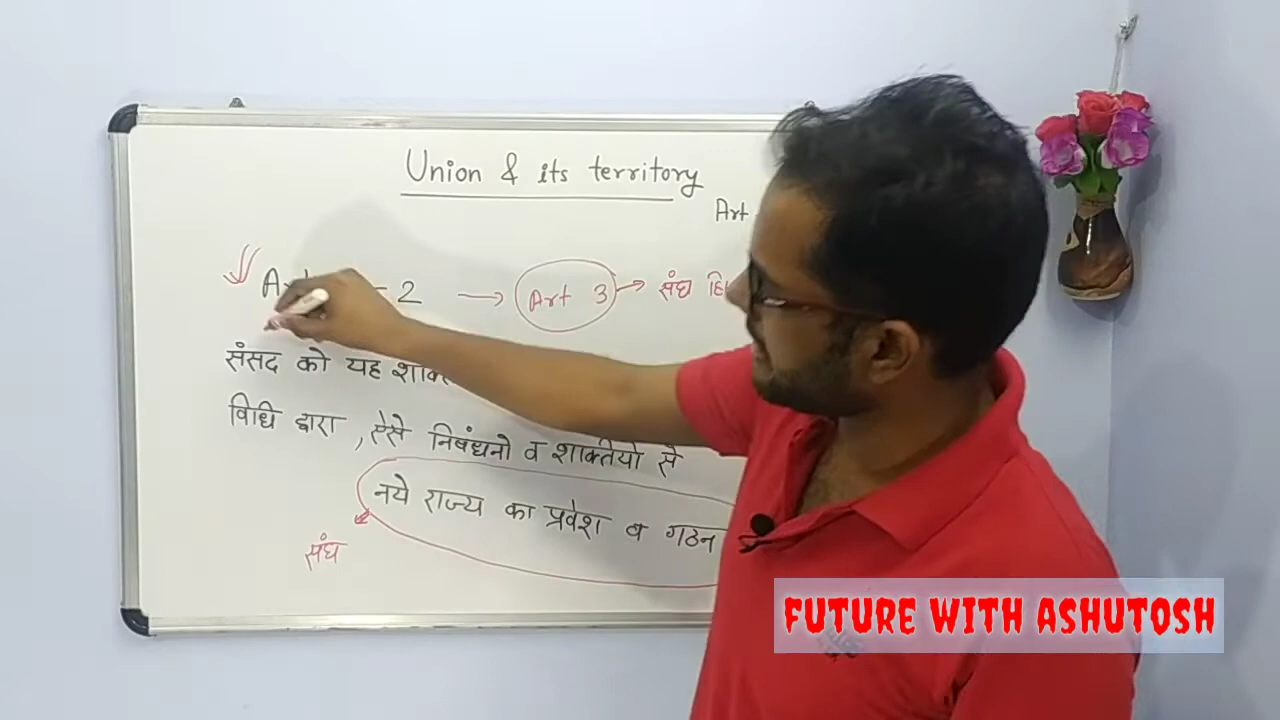 Union & its territory
Art
- 2 → Art 3 → संघ
संसद को यह
विधि द्वारा, ऐसे निबंधनो व शक्तियो से
नये राज्य का प्रवेश व गठन
संघ
FUTURE WITH ASHUTOSH